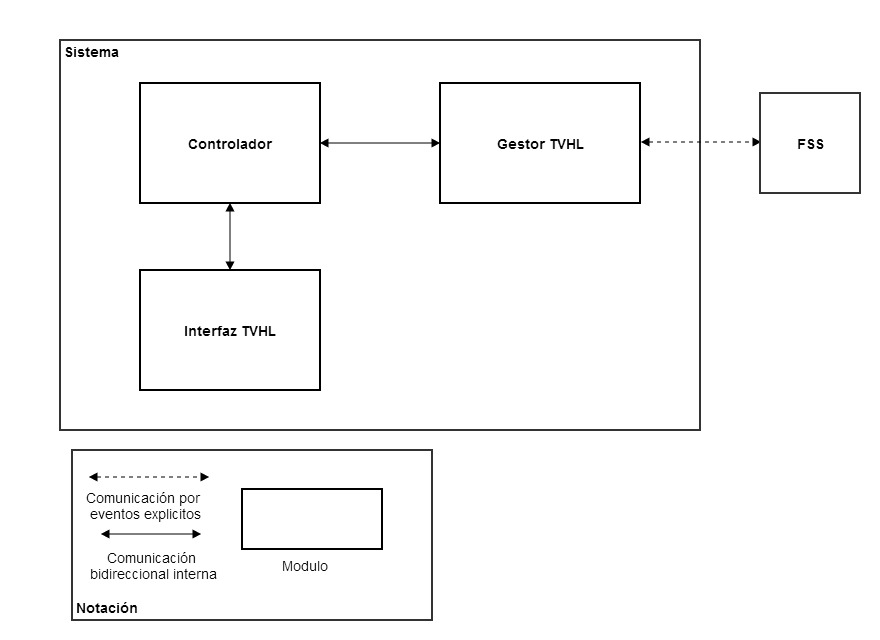 Sistema
Controlador
Gestor TVHL
FSS
Interfaz TVHL
Comunicación por
eventos explicitos
Comunicación
bidireccional interna
Modulo
Notación